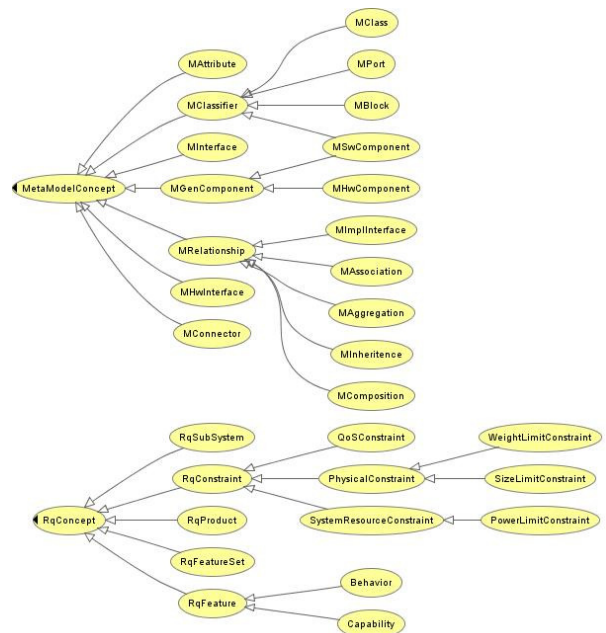 MClass
MAttribute
MPort
MClassifier
MBlock
MInterface
MSwComponent
MetaModelConcept
MGenComponent
MHwComponent
MImplInterface
MRelationship
MAssociation
MHwInterface
MAggregation
MConnector
MInheritence
MComposition
RqSubSystem
QoSConstraint
WeightLimitConstraint
RqConstraint
PhysicalConstraint
SizeLimitConstraint
RqConcept
RqProduct
SystemResourceConstraint
PowerLimitConstraint
RqFeatureSet
Behavior
RqFeature
Capability